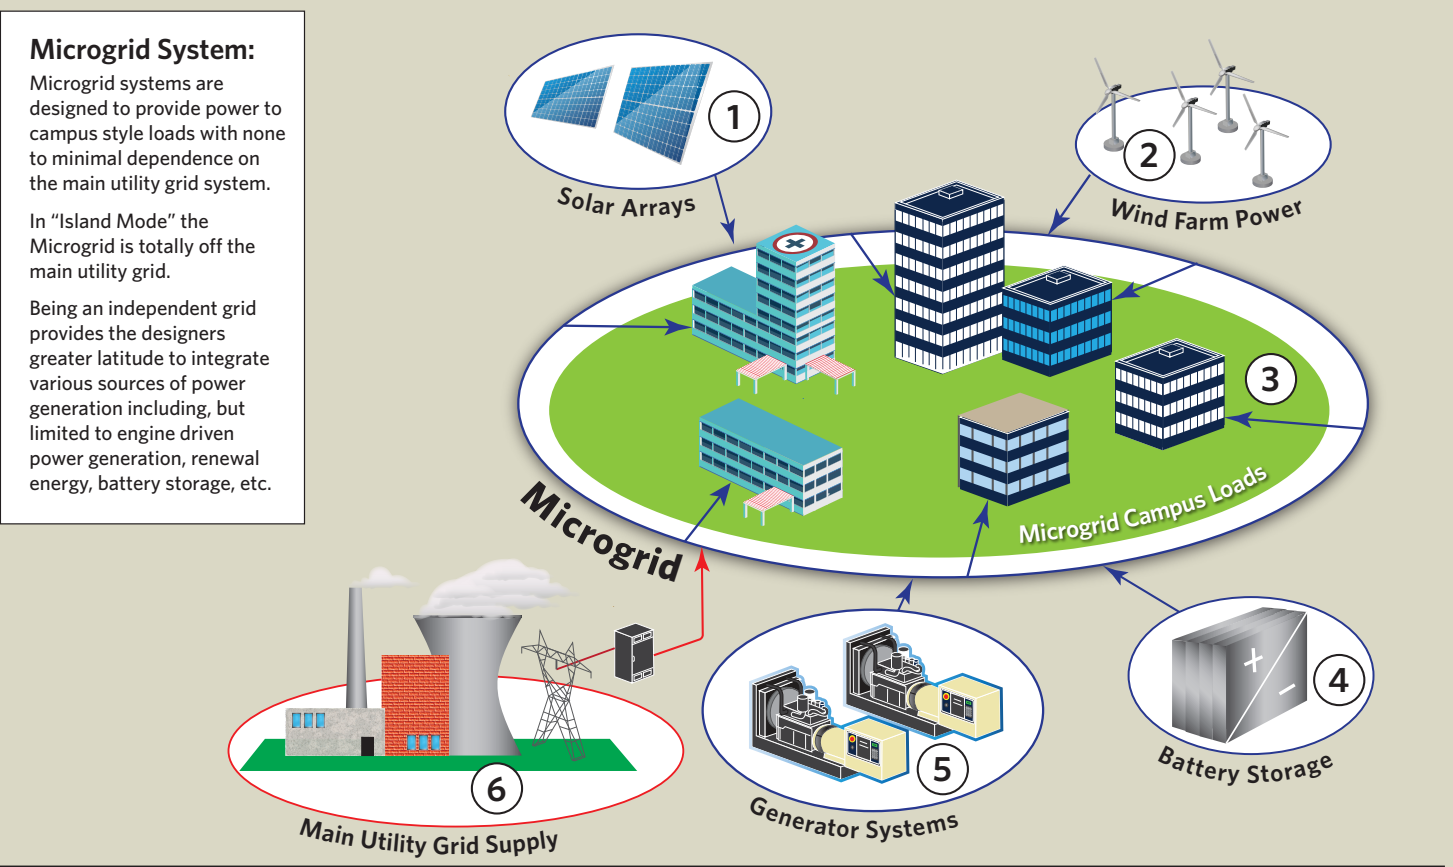 Microgrid System:
Microgrid systems are
designed to provide power to
campus style loads with none
to minimal dependence on
the main utility grid system.
In “Island Mode” the
Microgrid is totally off the
main utility grid.
Being an independent grid
provides the designers
greater latitude to integrate
various sources of power
generation including, but
limited to engine driven
power generation, renewal
energy, battery storage, etc.
1
Solar Arrays
2
Wind Farm Power
3
Microgrid Campus Loads
Microgrid
4
Battery Storage
5
Generator Systems
6
Main Utility Grid Supply
+
–